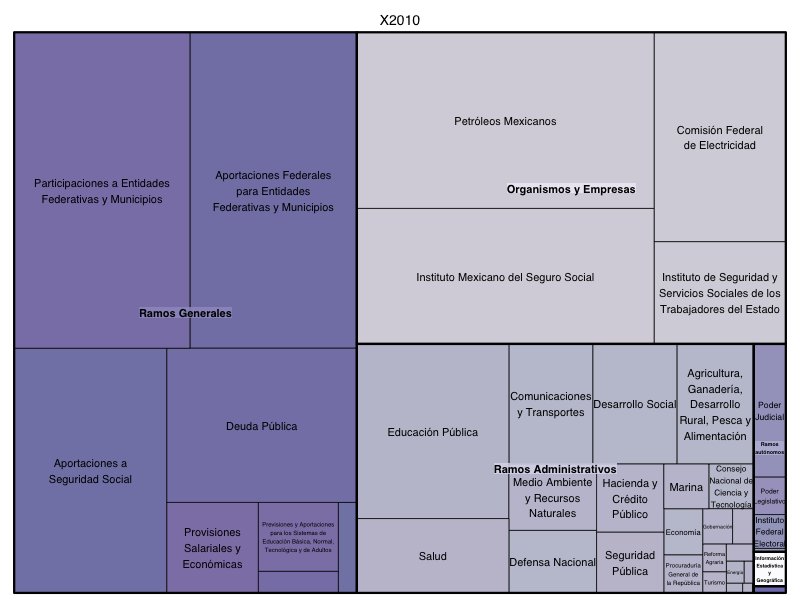 X2010
Participaciones a Entidades
Federativas y Municipios
Aportaciones Federales
para Entidades
Federativas y Municipios
Ramos Generales
Aportaciones a
Seguridad Social
Deuda Pública
Provisiones
Salariales y
Económicas
Previsiones y Aportaciones
para los Sistemas de
Educación Básica, Normal,
Tecnológica y de Adultos
Petróleos Mexicanos
Comisión Federal
de Electricidad
Organismos y Empresas
Instituto Mexicano del Seguro Social
Instituto de Seguridad y
Servicios Sociales de los
Trabajadores del Estado
Educación Pública
Comunicaciones
y Transportes
Desarrollo Social
Agricultura,
Ganadería,
Desarrollo
Rural, Pesca y
Alimentación
Ramos Administrativos
Salud
Medio Ambiente
y Recursos
Naturales
Defensa Nacional
Hacienda y
Crédito
Público
Seguridad
Pública
Marina
Consejo
Nacional de
Ciencia y
Tecnología
Economía
Gobernación
Procuraduría
General de
la República
Reforma
Agraria
Turismo
Energía
Poder
Judicial
Ramos
autónomos
Poder
Legislativo
Instituto
Federal
Electoral
Información
Estadística
y
Geográfica